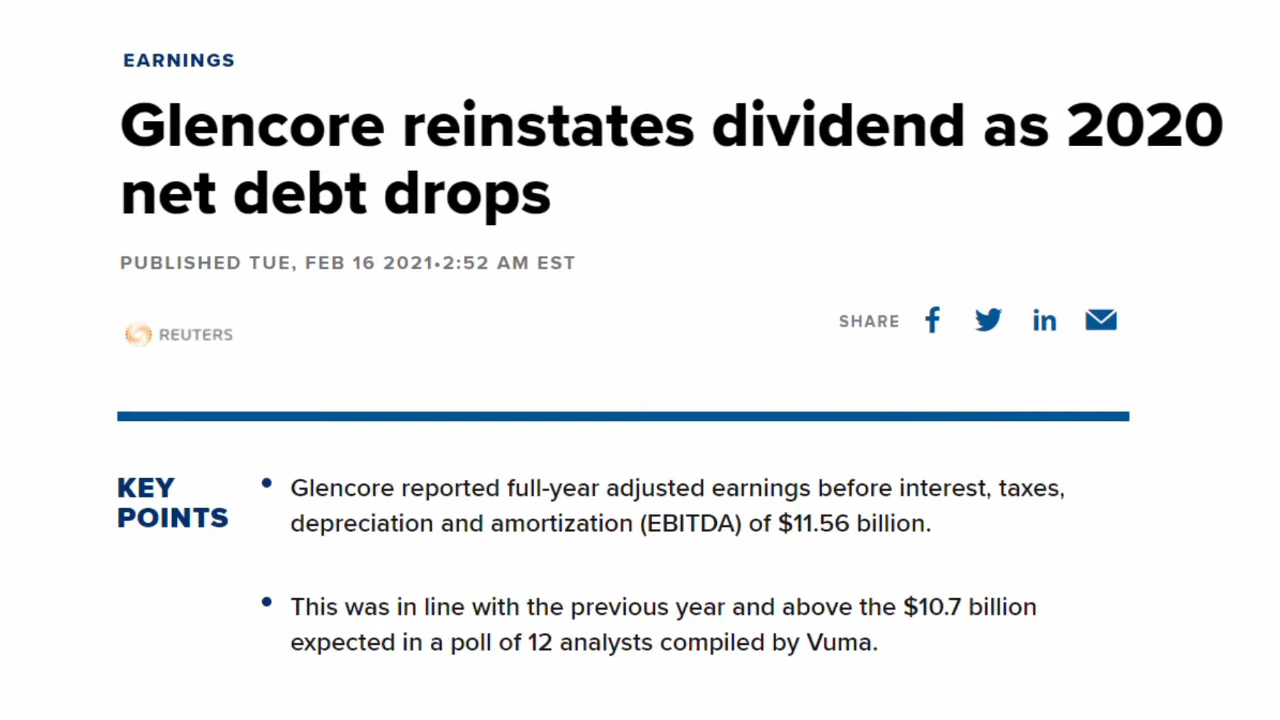 EARNINGS
Glencore reinstates dividend as 2020
net debt drops
PUBLISHED TUE, FEB 16 2021•2:52 AM EST
REUTERS
SHARE
KEY
POINTS
• Glencore reported full-year adjusted earnings before interest, taxes,
depreciation and amortization (EBITDA) of $11.56 billion.
• This was in line with the previous year and above the $10.7 billion
expected in a poll of 12 analysts compiled by Vuma.